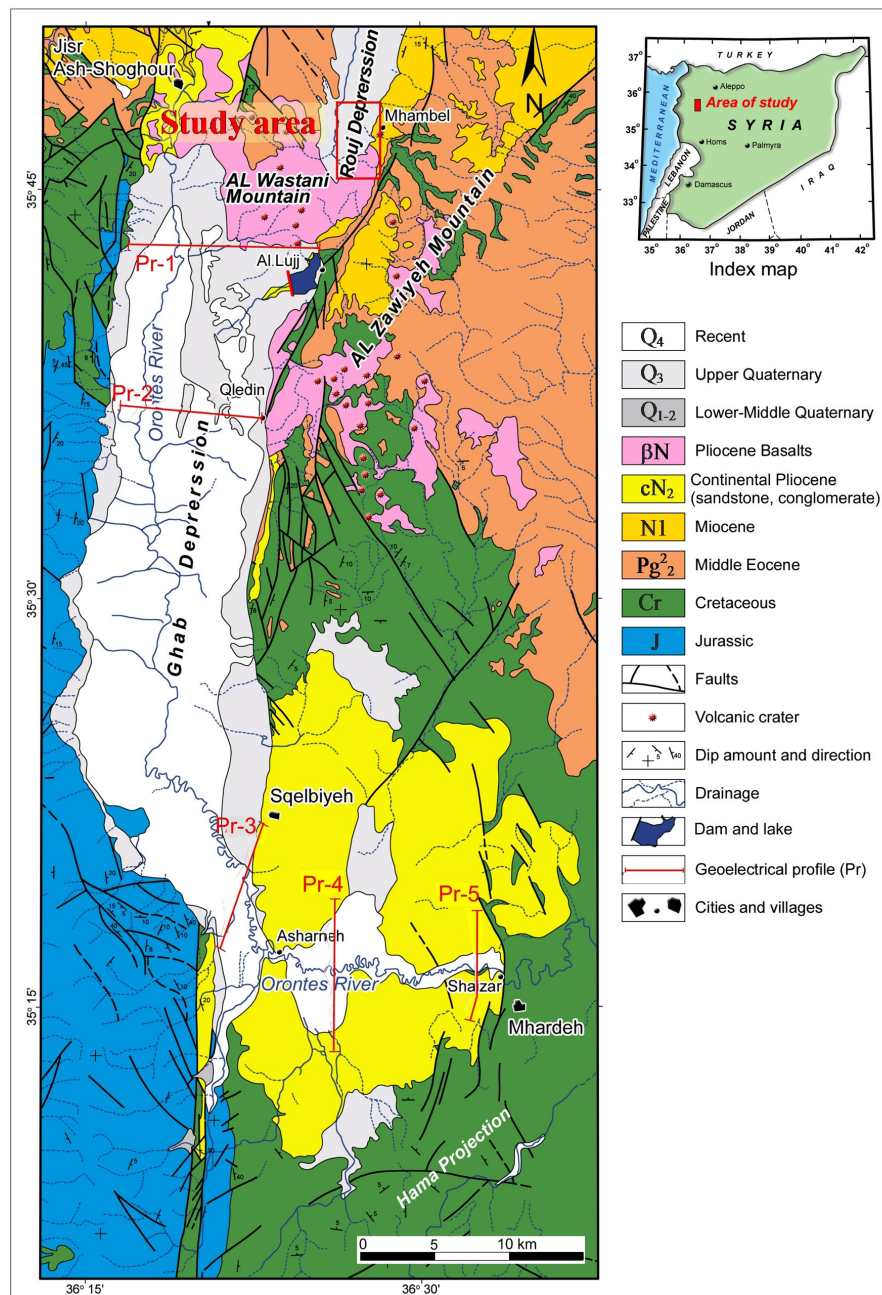 Jisr
Ash-Shoghour
Study area
Rouj Deprerssion
Mhambel
N
AL Wastani
Mountain
AL Zawiyeh Mountain
Pr-1
Al.Lujj
Orontes River
Qledin
Pr-2
Ghab Deprerssion
Sqelbiyeh
Pr-3
Pr-4
Pr-5
Asharneh
Orontes River
Shaizar
Mhardeh
Hama Projection
0 5 10 km
35° 45'
35° 30'
35° 15'
36° 15'
36° 30'
TURKEY
37°
36°
35°
34°
33°
MEDITERRANEAN
Aleppo
Area of study
SYRIA
Homs
Palmyra
LEBANON
Damascus
PALESTINE
JORDAN
IRAQ
35° 36° 37° 38° 39° 40° 41° 42°
Index map
Q4 Recent
Q3 Upper Quaternary
Q1-2 Lower-Middle Quaternary
βN Pliocene Basalts
cN2 Continental Pliocene
(sandstone, conglomerate)
N1 Miocene
Pg²2 Middle Eocene
Cr Cretaceous
J Jurassic
Faults
Volcanic crater
5 40 Dip amount and direction
Drainage
Dam and lake
Geoelectrical profile (Pr)
Cities and villages